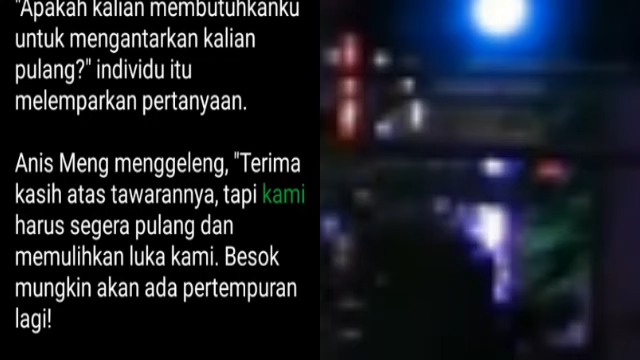 "Apakah kalian membutuhkanku
untuk mengantarkan kalian
pulang?" individu itu
melemparkan pertanyaan.
Anis Meng menggeleng, "Terima
kasih atas tawarannya, tapi kami
harus segera pulang dan
memulihkan luka kami. Besok
mungkin akan ada pertempuran
lagi!